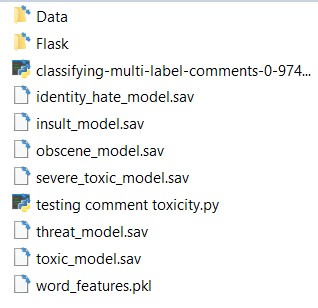 Data
Flask
classifying-multi-label-comments-0-974...
identity_hate_model.sav
insult_model.sav
obscene_model.sav
severe_toxic_model.sav
testing comment toxicity.py
threat_model.sav
toxic_model.sav
word_features.pkl